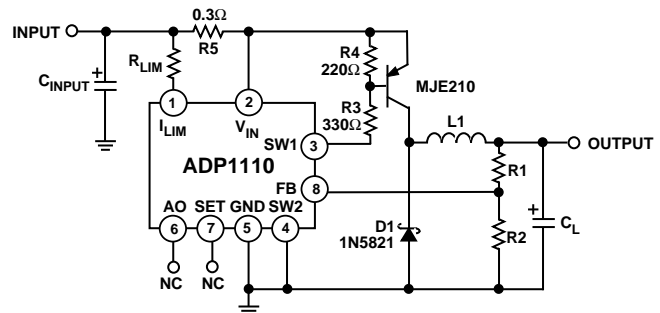 INPUT
0.3Ω
R5
R4
220Ω
MJE210
RLIM
CINPUT
R3
330Ω
1
2
ILIM
VIN
L1
SW1
3
OUTPUT
ADP1110
R1
FB
8
AO
SET
GND
SW2
6
7
5
4
D1
1N5821
R2
CL
NC
NC